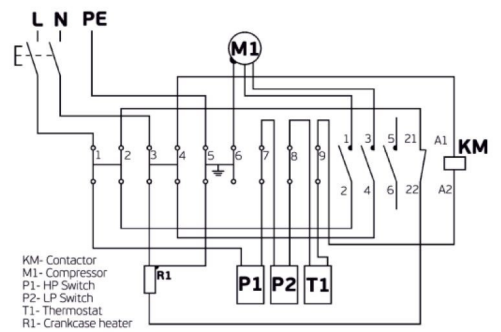 L N PE
M1
1 2 3 4 5 6 7 8 9 1 3 5 21 A1 KM
2 4 6 22 A2
R1 P1 P2 T1
KM- Contactor
M1- Compressor
P1- HP Switch
P2- LP Switch
T1- Thermostat
R1- Crankcase heater